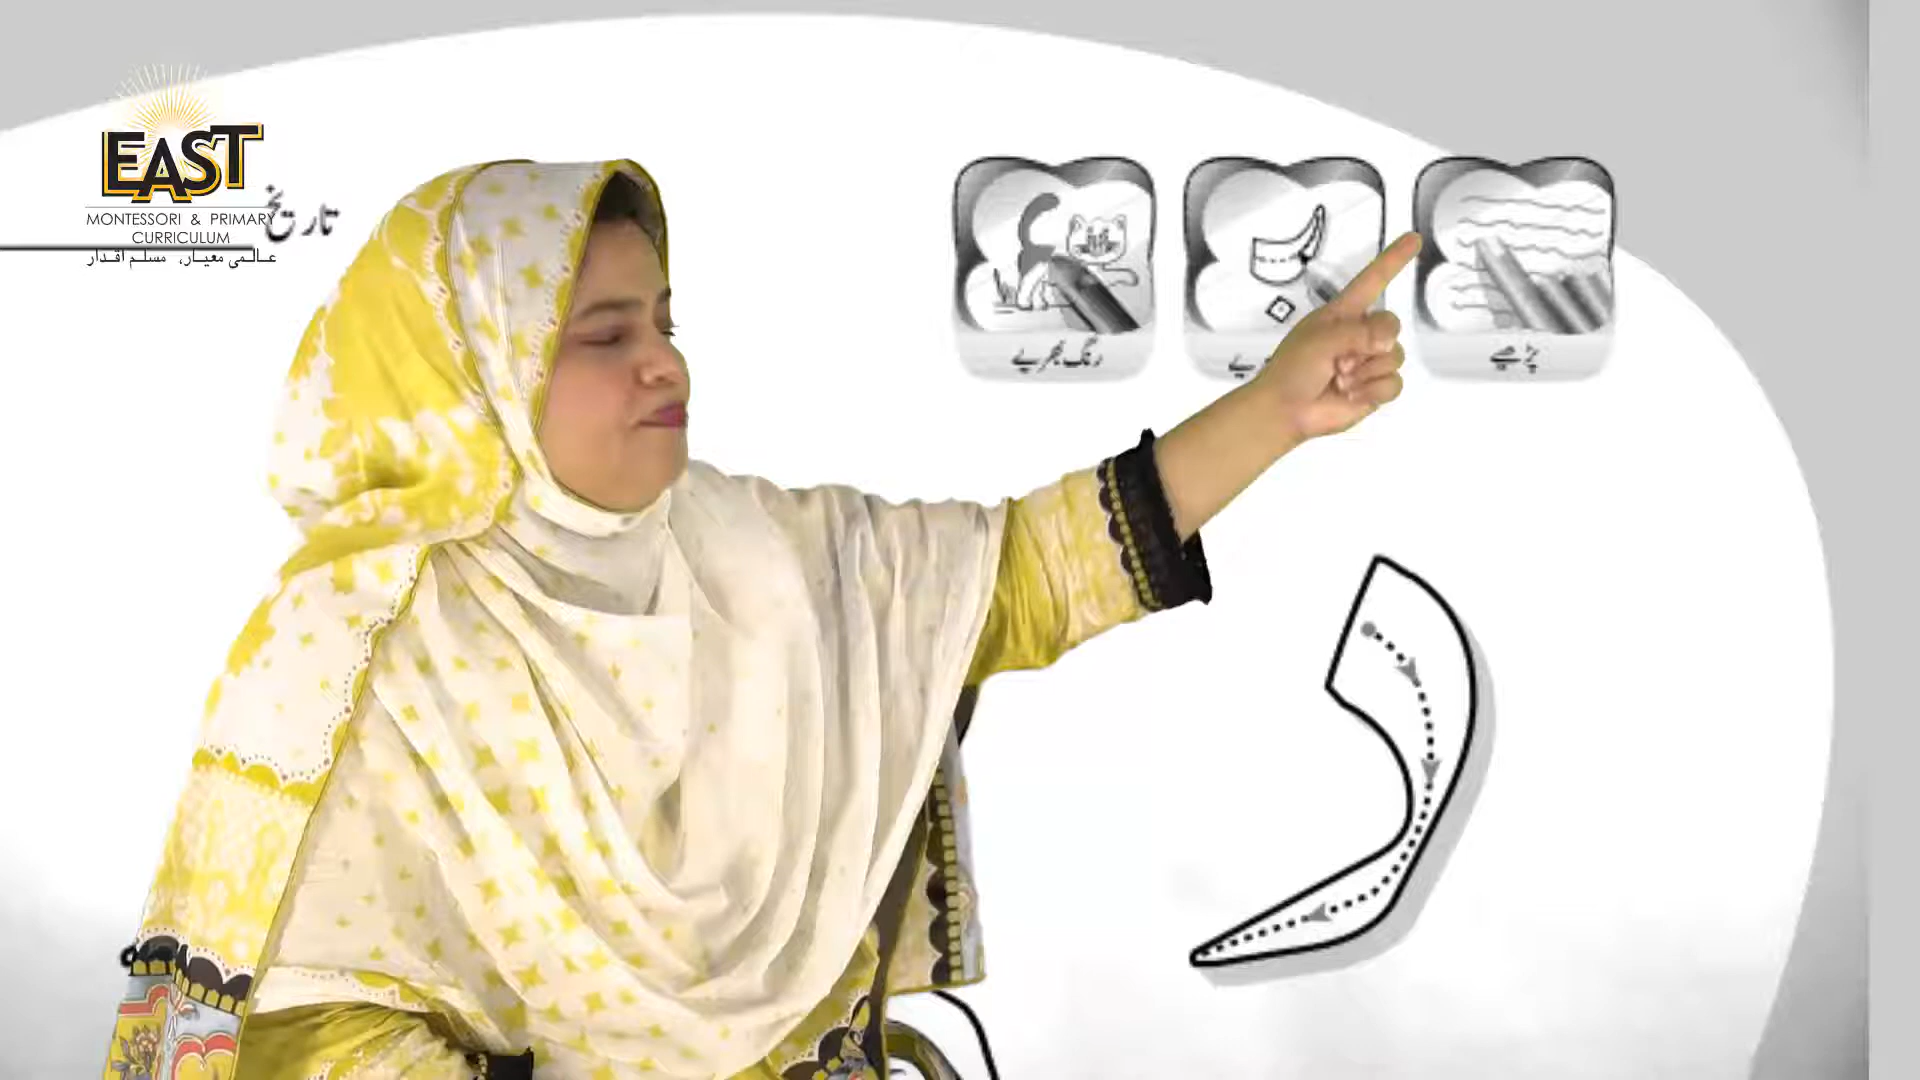 EAST
MONTESSORI & PRIMARY
CURRICULUM
عالمی معیار، مسلم اقدار
تاریخ
پڑھیے
رنگ بھریے
ر